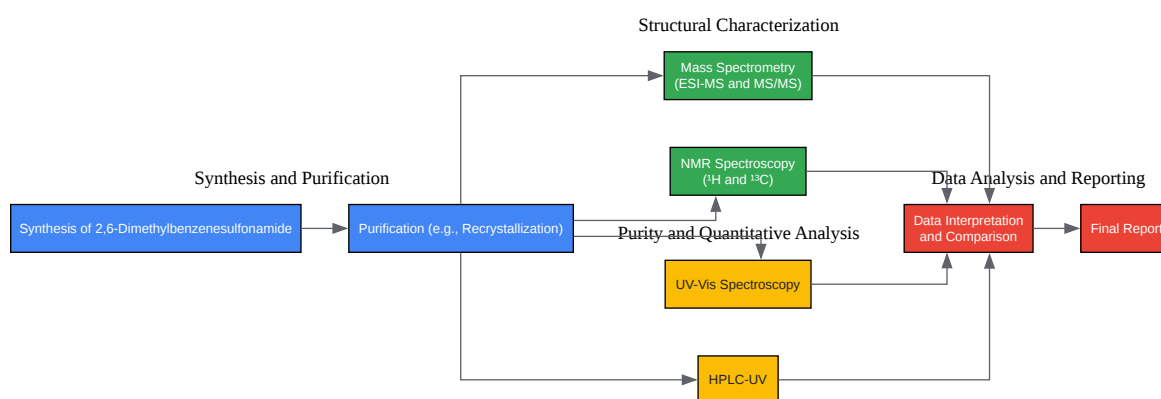 Structural Characterization
Mass Spectrometry
(ESI-MS and MS/MS)
NMR Spectroscopy
(¹H and ¹³C)
Synthesis and Purification
Data Analysis and Reporting
Synthesis of 2,6-Dimethylbenzenesulfonamide
Purification (e.g., Recrystallization)
Purity and Quantitative Analysis
Data Interpretation
and Comparison
Final Report
UV-Vis Spectroscopy
HPLC-UV